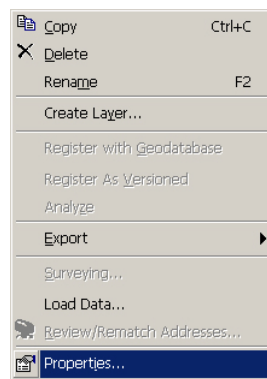 Copy Ctrl+C
Delete
Rename F2
Create Layer...
Register with Geodatabase
Register As Versioned
Analyze
Export
Surveying...
Load Data...
Review/Rematch Addresses...
Properties...